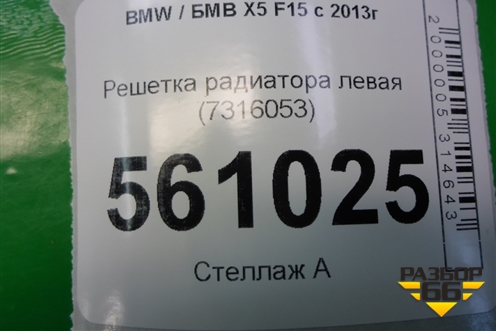 BMW / БМВ X5 F15 с 2013г
Решетка радиатора левая
(7316053)
561025
Стеллаж А
2000005314643
РАЗБОР
66